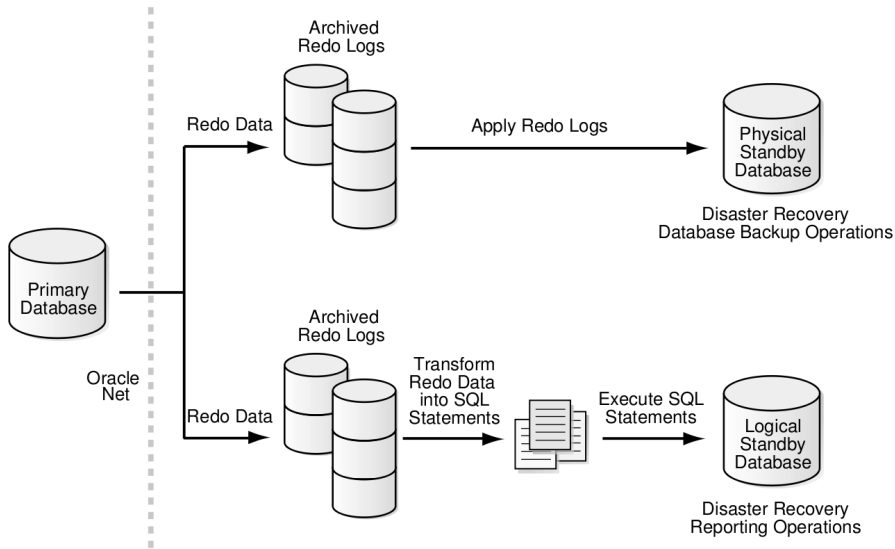 Archived
Redo Logs
Redo Data
Apply Redo Logs
Physical
Standby
Database
Disaster Recovery
Database Backup Operations
Primary
Database
Oracle
Net
Archived
Redo Logs
Redo Data
Transform
Redo Data
into SQL
Statements
Execute SQL
Statements
Logical
Standby
Database
Disaster Recovery
Reporting Operations